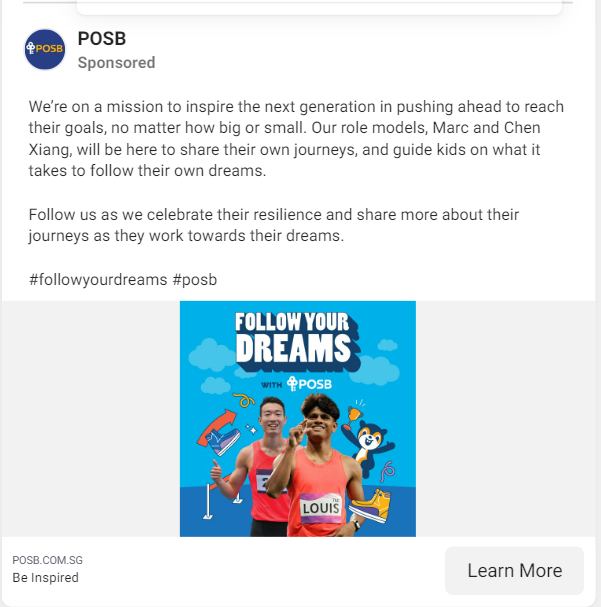 POSB
POSB
Sponsored
We’re on a mission to inspire the next generation in pushing ahead to reach
their goals, no matter how big or small. Our role models, Marc and Chen
Xiang, will be here to share their own journeys, and guide kids on what it
takes to follow their own dreams.
Follow us as we celebrate their resilience and share more about their
journeys as they work towards their dreams.
#followyourdreams #posb
FOLLOW YOUR
DREAMS
WITH POSB
LOUIS
POSB.COM.SG
Be Inspired
Learn More